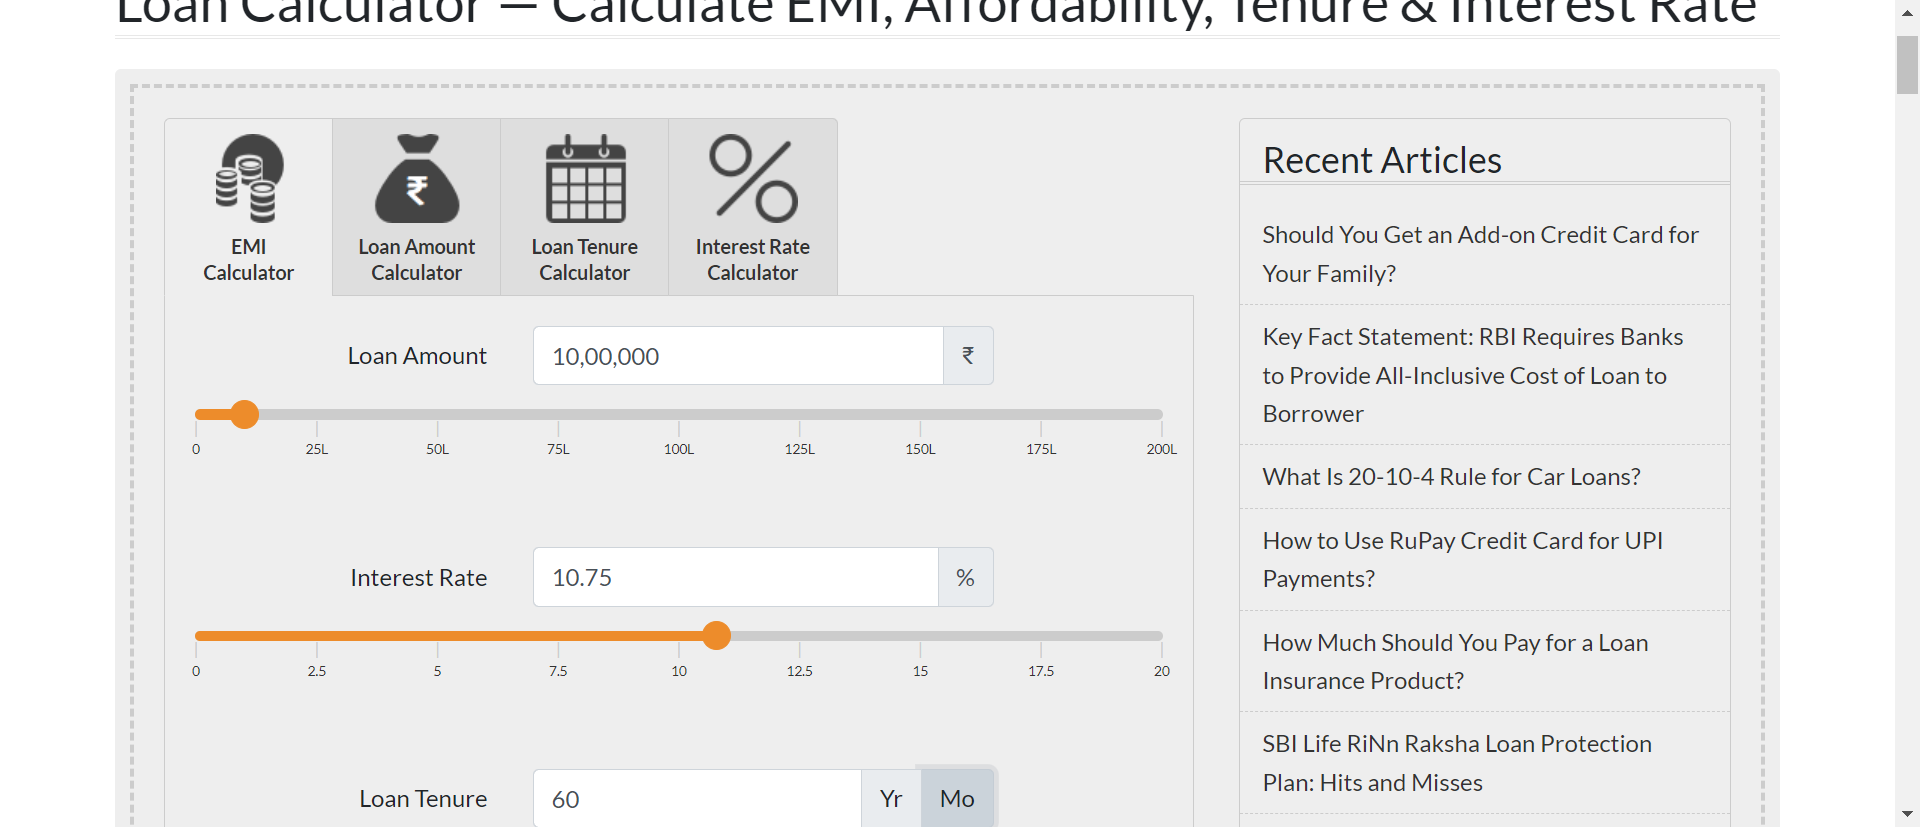 Loan Calculator — Calculate EMI, Affordability, Tenure & Interest Rate
EMI
Calculator
Loan Amount
Calculator
Loan Tenure
Calculator
Interest Rate
Calculator
Loan Amount
10,00,000
₹
0 25L 50L 75L 100L 125L 150L 175L 200L
Interest Rate
10.75
%
0 2.5 5 7.5 10 12.5 15 17.5 20
Loan Tenure
60
Yr Mo
Recent Articles
Should You Get an Add-on Credit Card for
Your Family?
Key Fact Statement: RBI Requires Banks
to Provide All-Inclusive Cost of Loan to
Borrower
What Is 20-10-4 Rule for Car Loans?
How to Use RuPay Credit Card for UPI
Payments?
How Much Should You Pay for a Loan
Insurance Product?
SBI Life RiNn Raksha Loan Protection
Plan: Hits and Misses